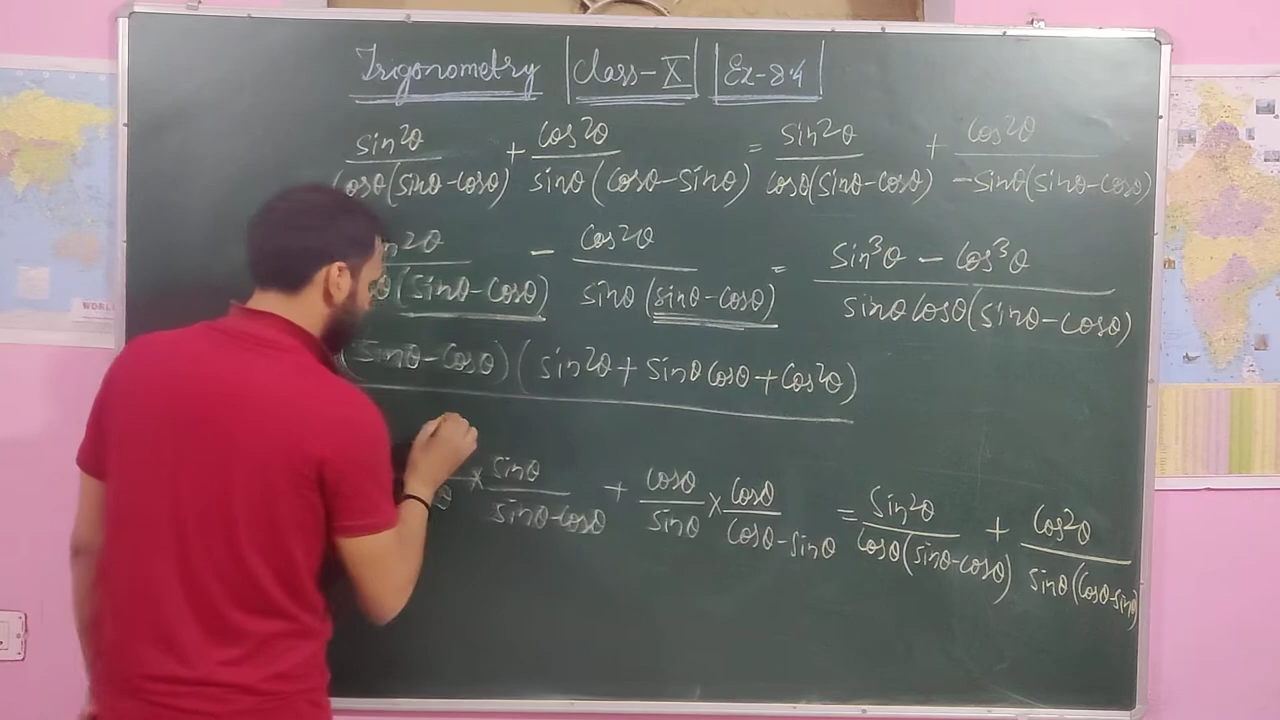 Trigonometry | Class-X | Ex-8.4 |
sin²θ / cosθ(sinθ-cosθ) + cos²θ / sinθ(cosθ-sinθ) = sin²θ / cosθ(sinθ-cosθ) + cos²θ / -sinθ(sinθ-cosθ)
θ(sinθ-cosθ) - cos²θ / sinθ(sinθ-cosθ) = sin³θ - cos³θ / sinθcosθ(sinθ-cosθ)
(sinθ-cosθ)(sin²θ+sinθcosθ+cos²θ)
θ × sinθ / sinθ-cosθ + cosθ / sinθ × cosθ / cosθ-sinθ = sin²θ / cosθ(sinθ-cosθ) + cos²θ / sinθ(cosθ-sinθ)
WORLD